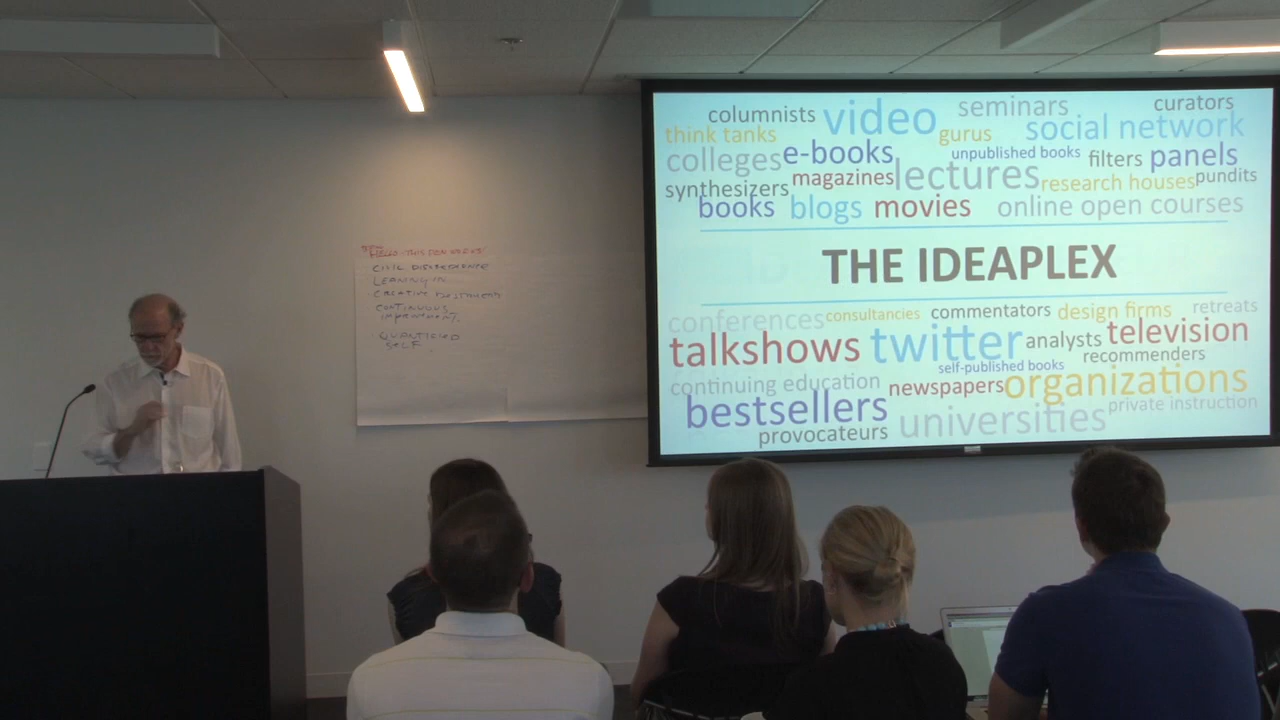 CIVIL DISOBEDIENCE
LEARNING
CREATIVE
CONTINUOUS
IMPROVEMENT.
QUANTIFIED
SELF
columnists video seminars curators
think tanks gurus social network
colleges e-books unpublished books filters panels
synthesizers magazines lectures research houses pundits
books blogs movies online open courses
THE IDEAPLEX
conferences consultancies commentators design firms retreats
talkshows twitter analysts television
self-published books recommenders
continuing education newspapers organizations
bestsellers universities private instruction
provocateurs